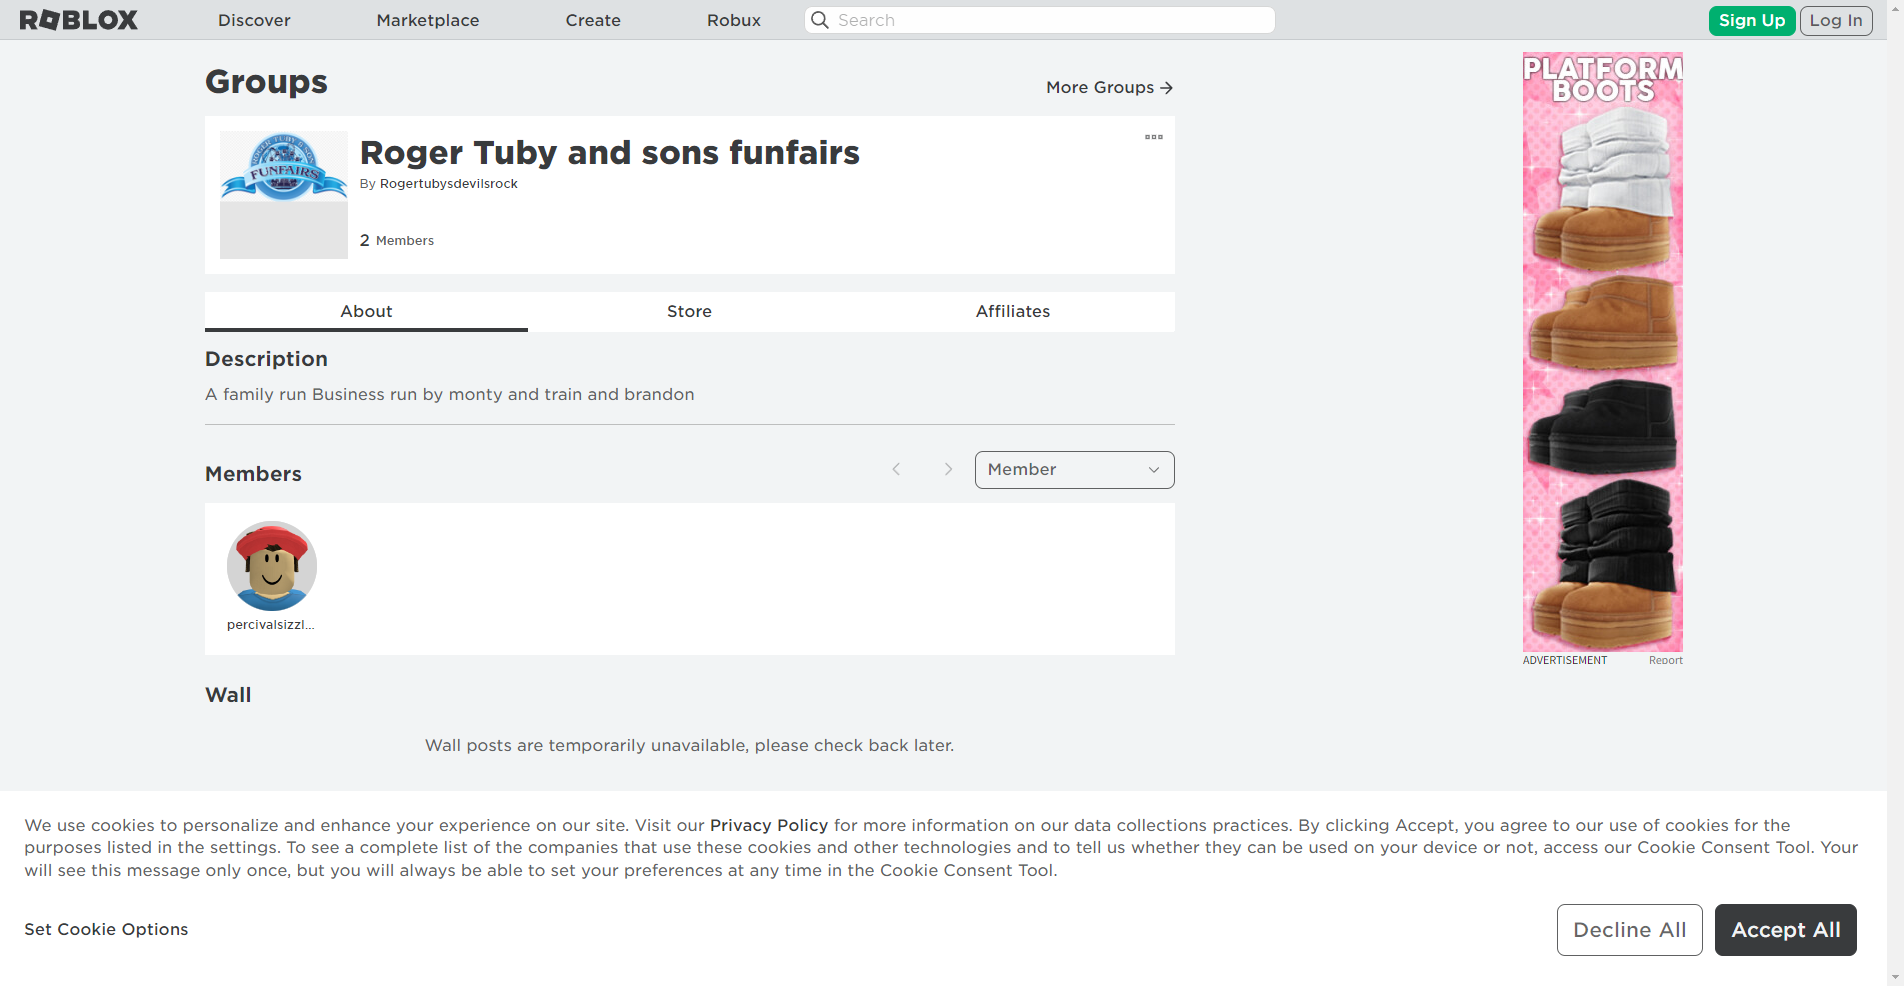 ROBLOX Discover Marketplace Create Robux Search Sign Up Log In
Groups
More Groups →
ROGER TUBY & SONS
FUNFAIRS
Roger Tuby and sons funfairs
By Rogertubysdevilsrock
2 Members
About Store Affiliates
Description
A family run Business run by monty and train and brandon
Members
Member
percivalsizzl...
Wall
Wall posts are temporarily unavailable, please check back later.
PLATFORM
BOOTS
ADVERTISEMENT Report
We use cookies to personalize and enhance your experience on our site. Visit our Privacy Policy for more information on our data collections practices. By clicking Accept, you agree to our use of cookies for the
purposes listed in the settings. To see a complete list of the companies that use these cookies and other technologies and to tell us whether they can be used on your device or not, access our Cookie Consent Tool. Your
will see this message only once, but you will always be able to set your preferences at any time in the Cookie Consent Tool.
Set Cookie Options
Decline All Accept All